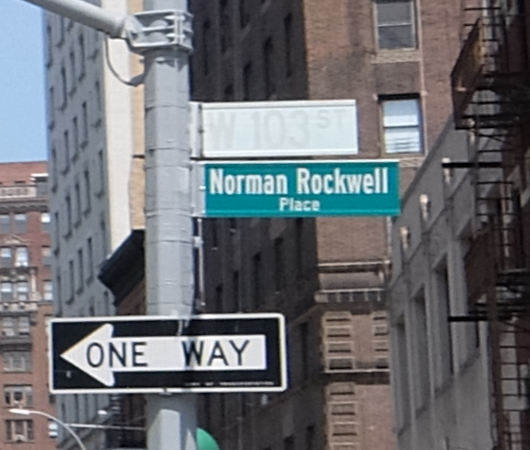 W 103 ST
Norman Rockwell
Place
ONE WAY